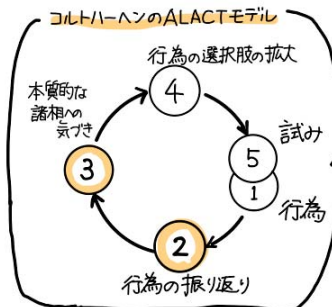 コルトハーヘンのALACTモデル
行為の選択肢の拡大
4
本質的な
諸相への
気づき
試み
5
3
1
行為
2
行為の振り返り